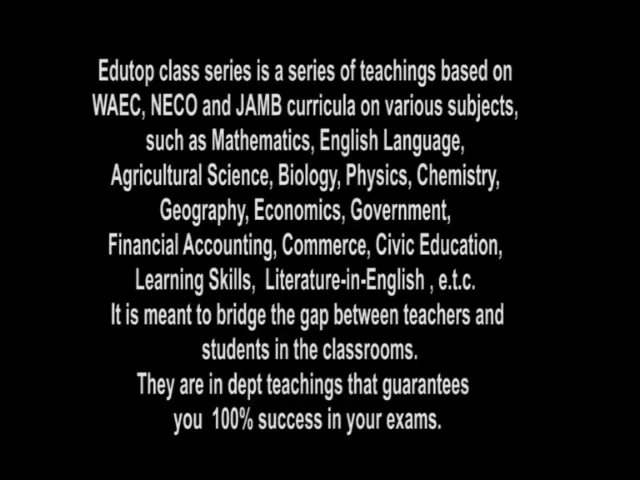 Edutop class series is a series of teachings based on
WAEC, NECO and JAMB curricula on various subjects,
such as Mathematics, English Language,
Agricultural Science, Biology, Physics, Chemistry,
Geography, Economics, Government,
Financial Accounting, Commerce, Civic Education,
Learning Skills,  Literature-in-English , e.t.c.
It is meant to bridge the gap between teachers and
students in the classrooms.
They are in dept teachings that guarantees
you  100% success in your exams.